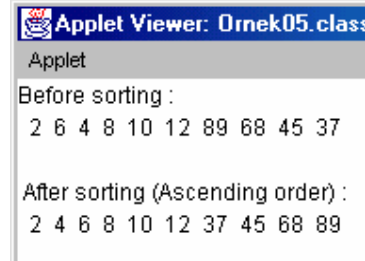 Applet Viewer: Ornek05.class
Applet
Before sorting :
2 6 4 8 10 12 89 68 45 37
After sorting (Ascending order) :
2 4 6 8 10 12 37 45 68 89